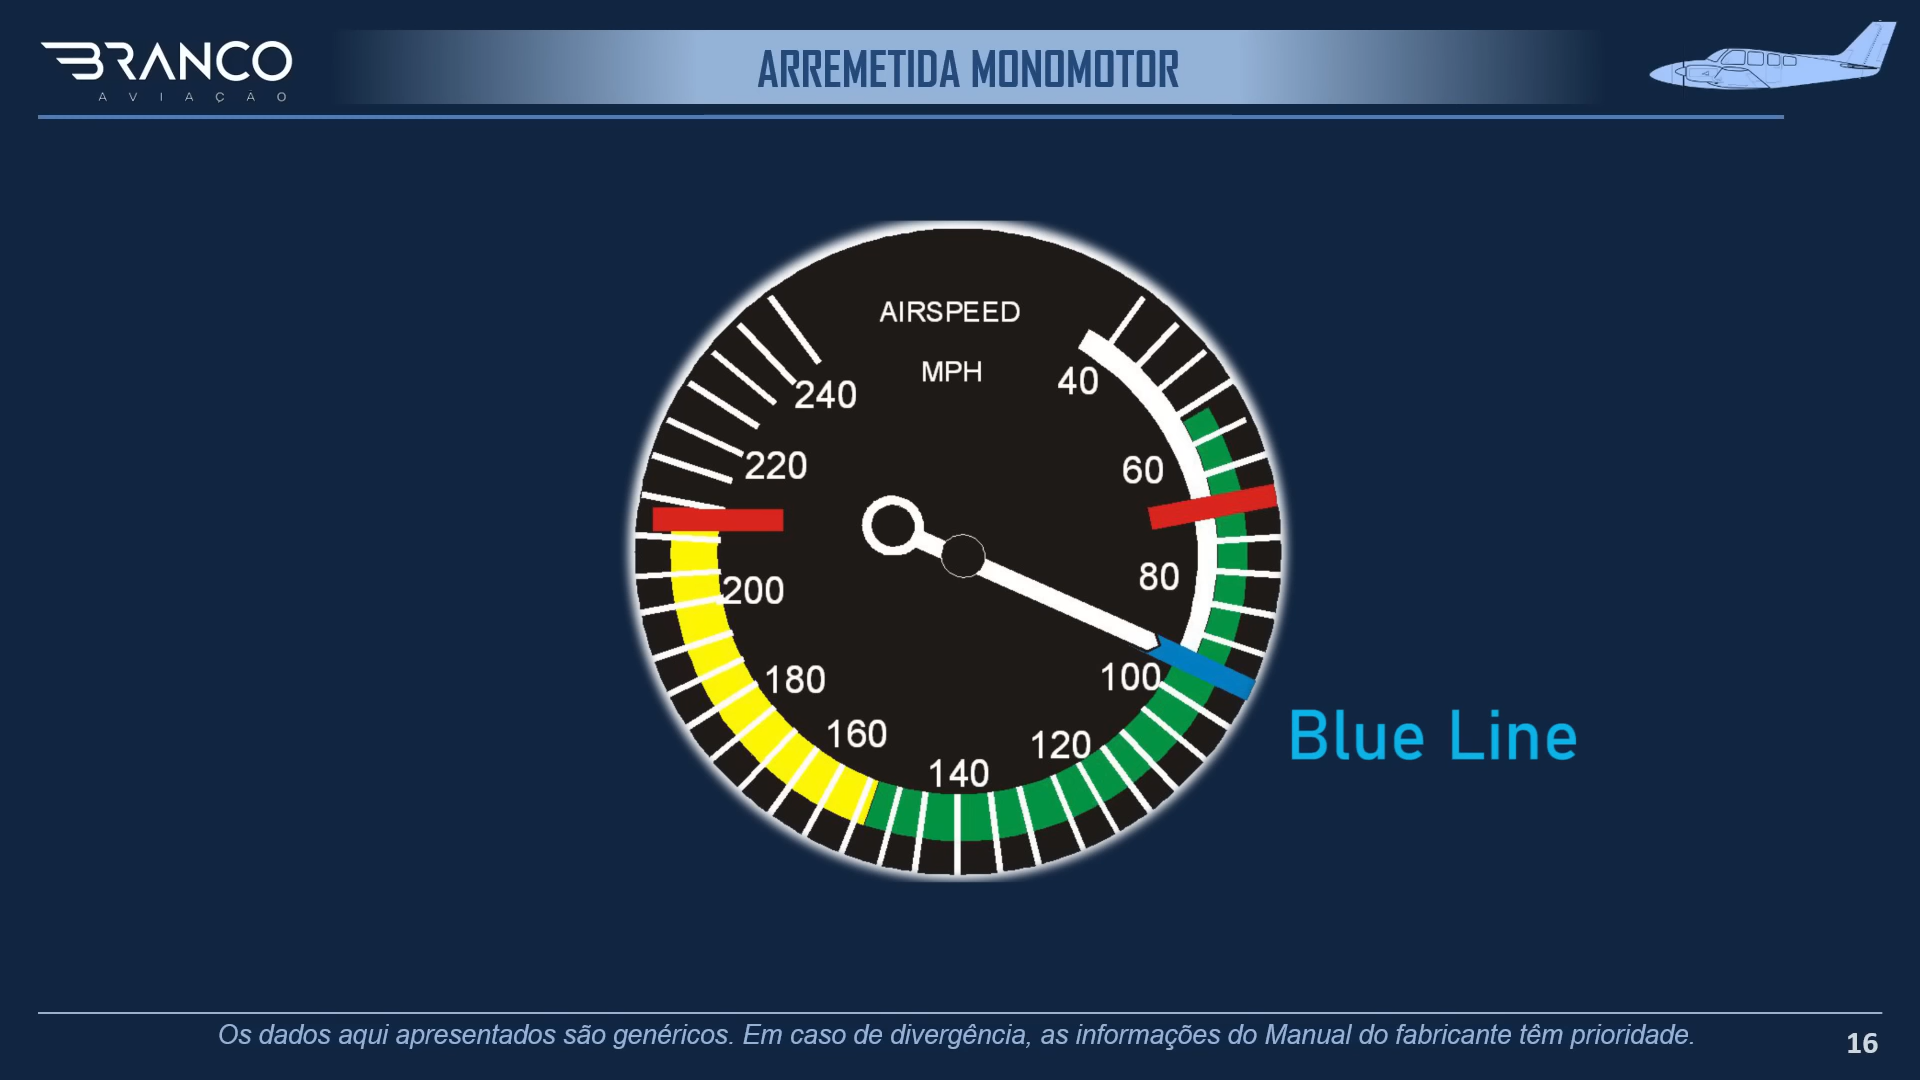 BRANCO
AVIAÇÃO
ARREMETIDA MONOMOTOR
AIRSPEED
MPH
40
60
80
100
120
140
160
180
200
220
240
Blue Line
Os dados aqui apresentados são genéricos. Em caso de divergência, as informações do Manual do fabricante têm prioridade.
16